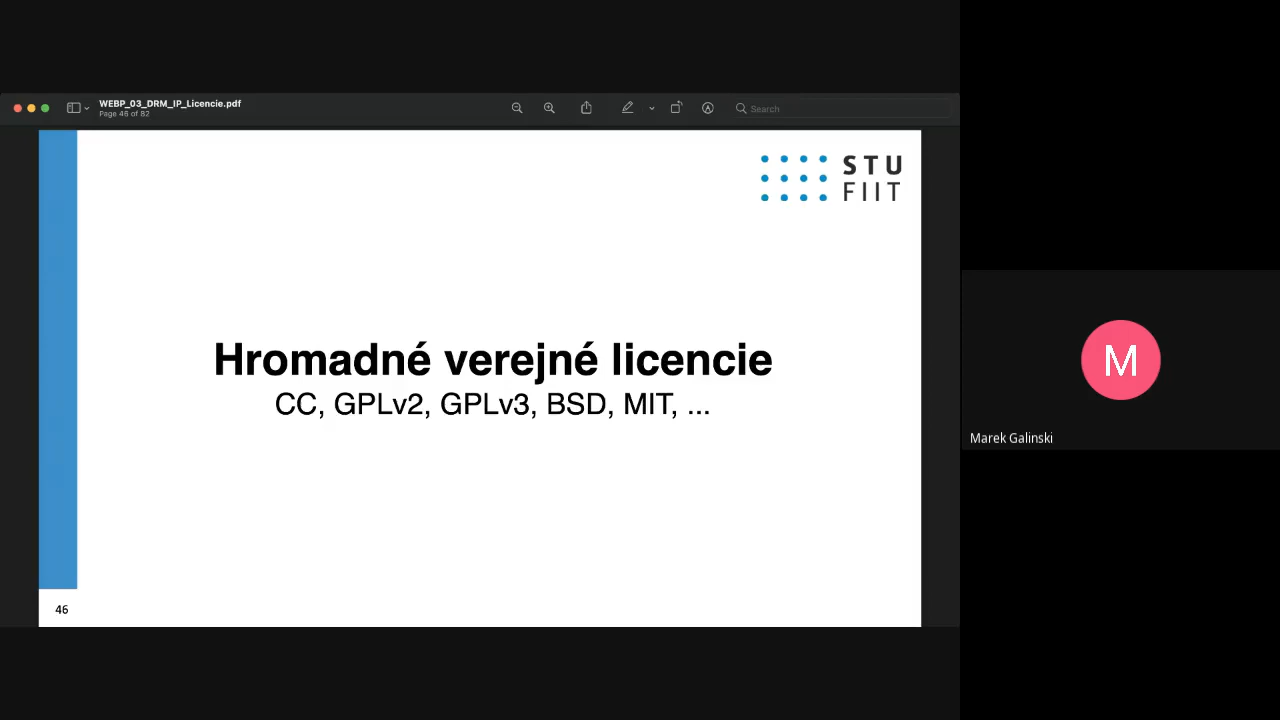 WEBP_03_DRM_IP_Licencie.pdf
Page 46 of 82
Search
STU
FIIT
Hromadné verejné licencie
CC, GPLv2, GPLv3, BSD, MIT, ...
46
M
Marek Galinski